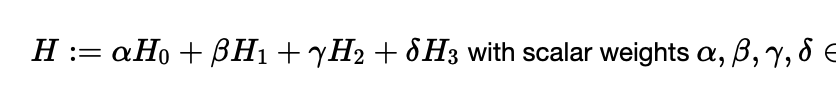 H := αH₀ + βH₁ + γH₂ + δH₃ with scalar weights α, β, γ, δ ∈